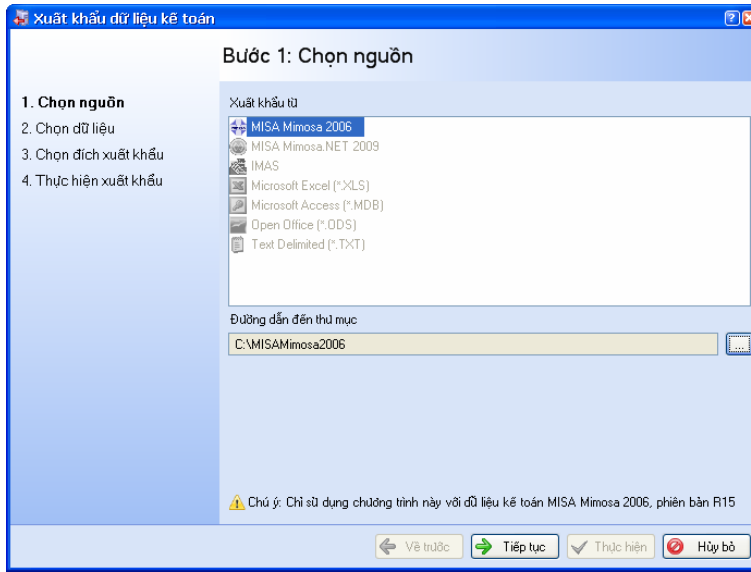 Xuất khẩu dữ liệu kế toán
Bước 1: Chọn nguồn
1. Chọn nguồn
2. Chọn dữ liệu
3. Chọn đích xuất khẩu
4. Thực hiện xuất khẩu
Xuất khẩu từ
MISA Mimosa 2006
MISA Mimosa.NET 2009
IMAS
Microsoft Excel (*.XLS)
Microsoft Access (*.MDB)
Open Office (*.ODS)
Text Delimited (*.TXT)
Đường dẫn đến thư mục
C:\MISAMimosa2006
...
Chú ý: Chỉ sử dụng chương trình này với dữ liệu kế toán MISA Mimosa 2006, phiên bản R15
Về trước
Tiếp tục
Thực hiện
Hủy bỏ